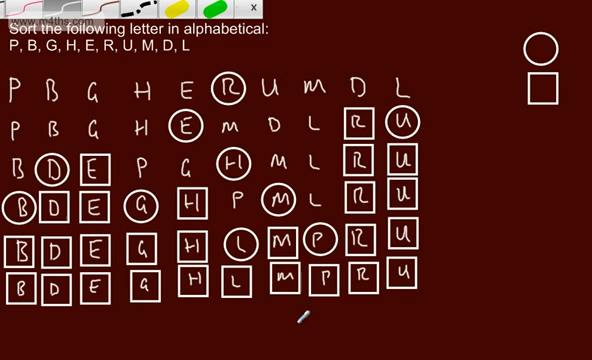 x
www.m4ths.com
Sort the following letter in alphabetical:
P, B, G, H, E, R, U, M, D, L
P B G H E R U M D L
P B G H E M D L R U
B D E P G H M L R U
B D E G H P M L R U
B D E G H L M P R U
B D E G H L M P R U